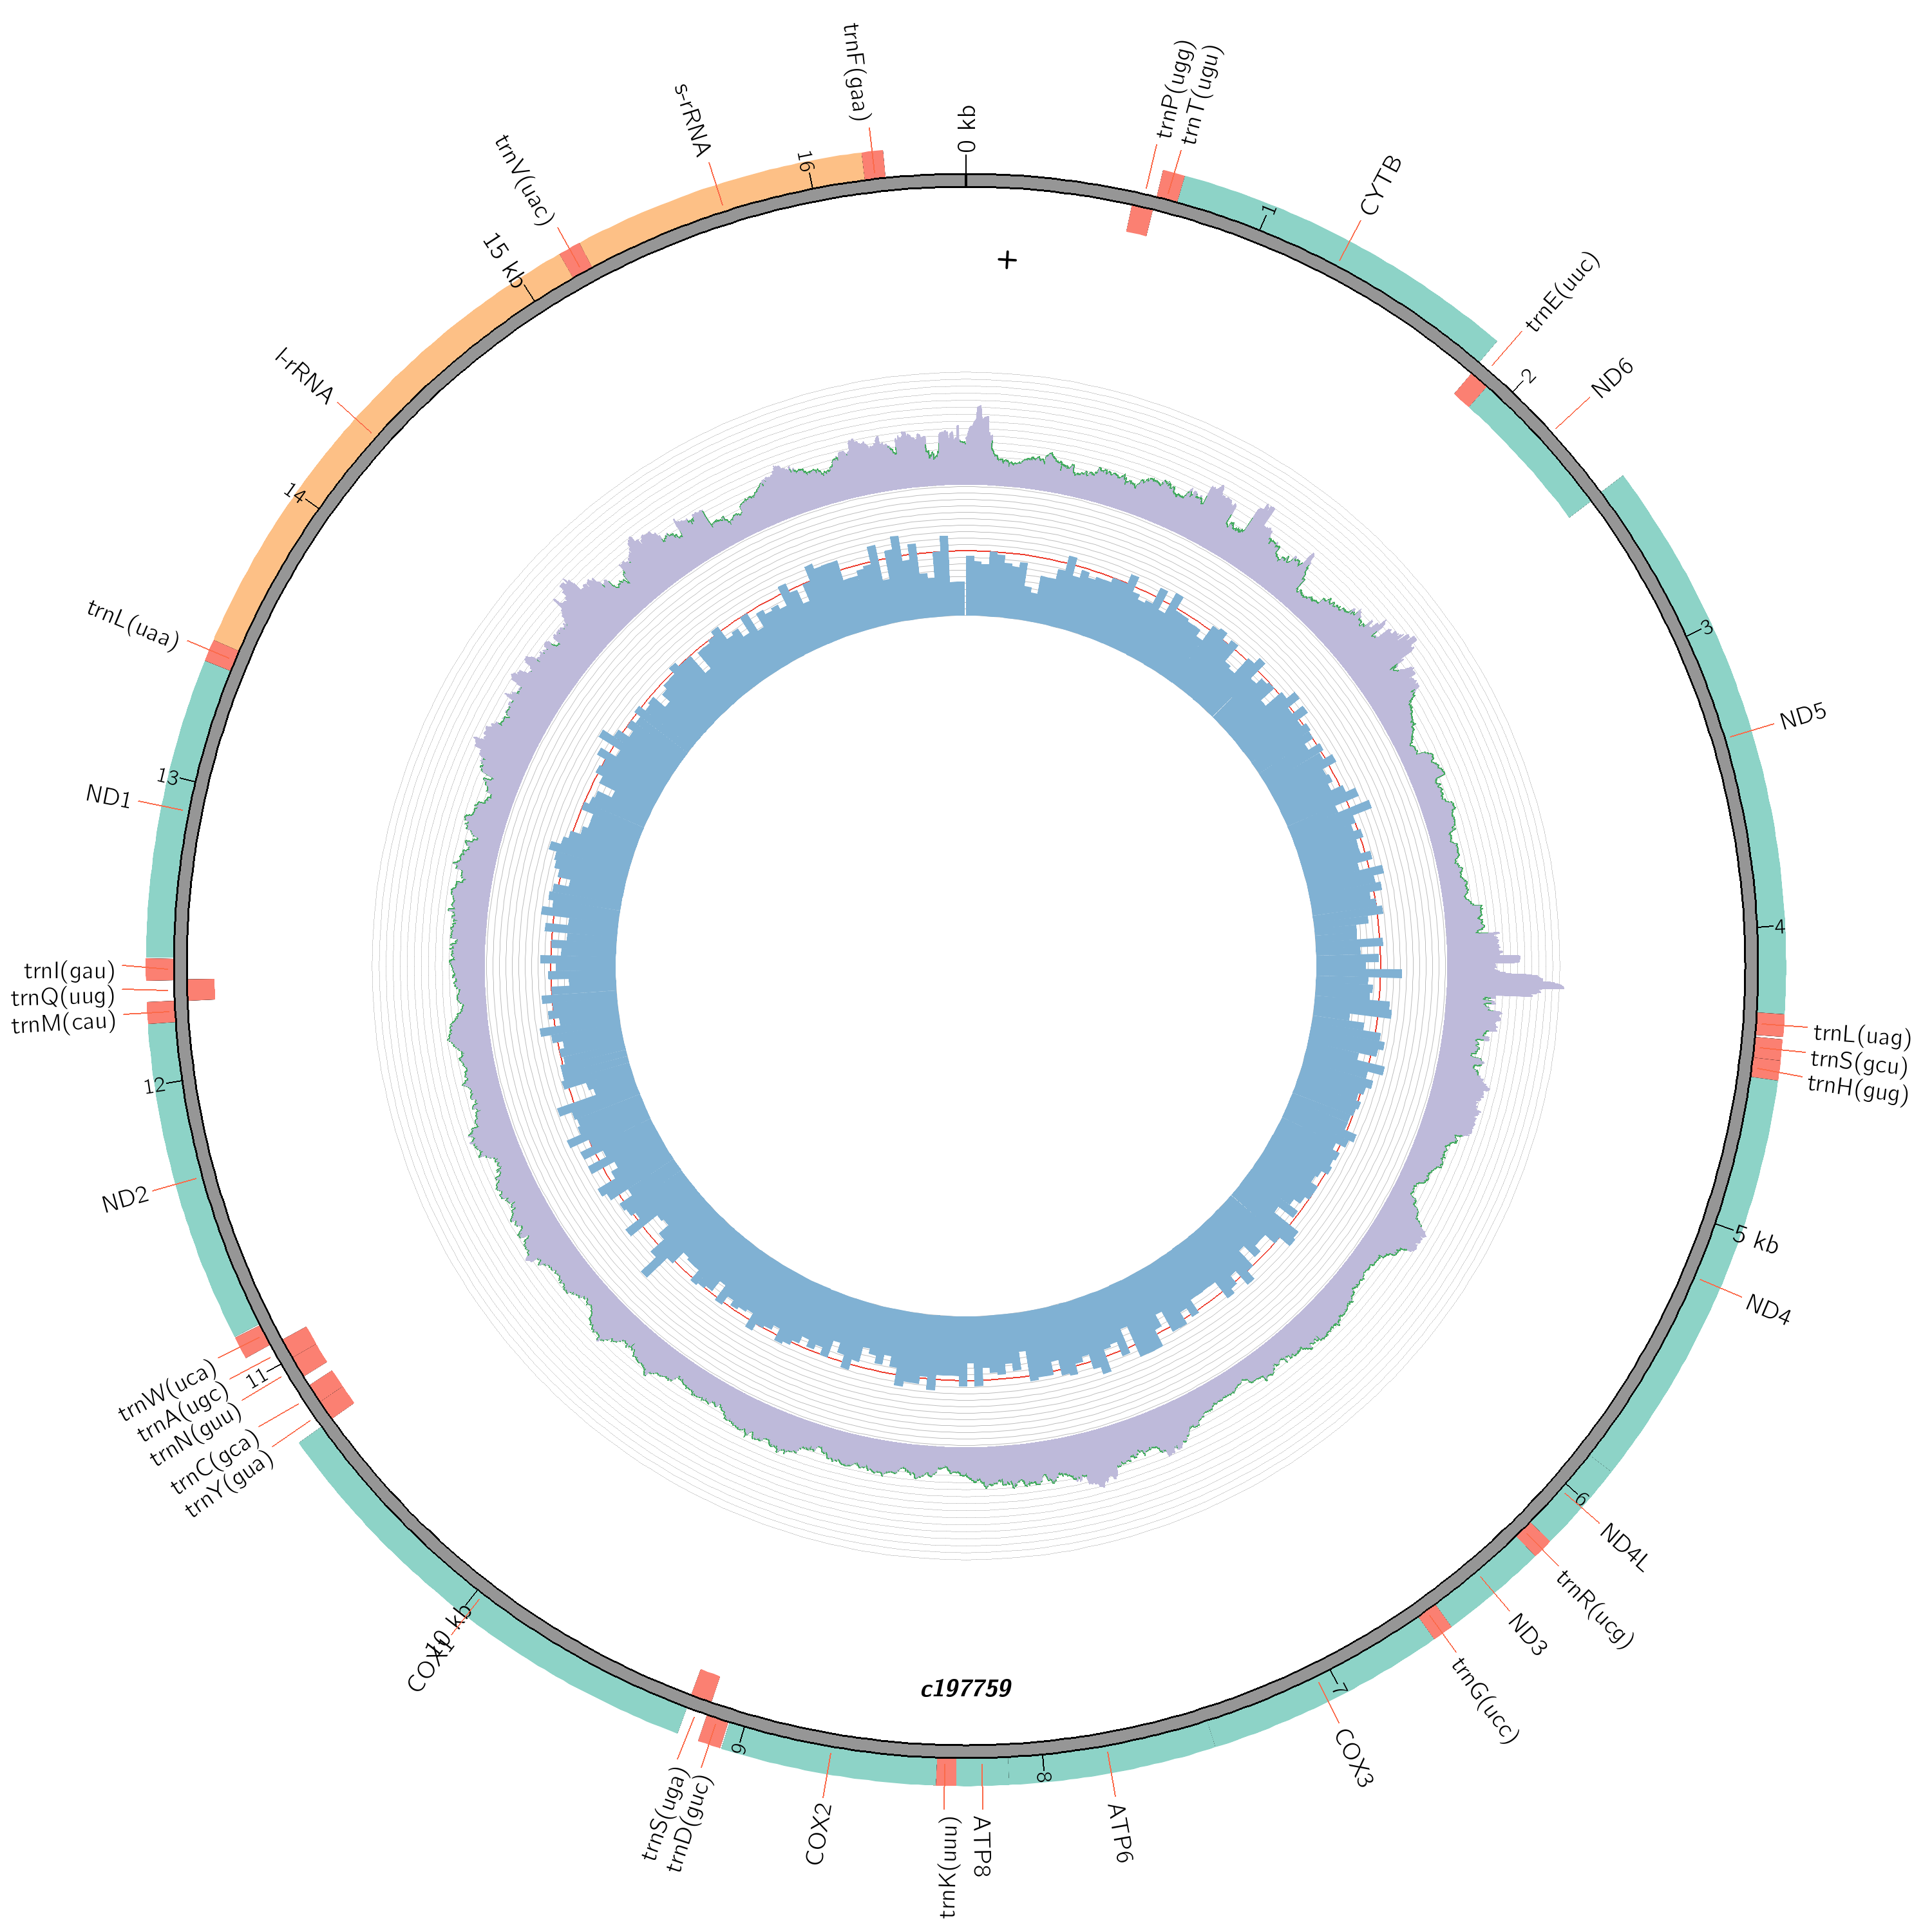 0 kb
+
trnP(ugg)
trnT(ugu)
1
CYTB
trnE(uuc)
2
ND6
3
ND5
4
trnL(uag)
trnS(gcu)
trnH(gug)
5 kb
ND4
6
ND4L
trnR(ucg)
ND3
trnG(ucc)
7
COX3
8
ATP6
ATP8
trnK(uuu)
COX2
9
trnD(guc)
trnS(uga)
c197759
10 kb
COX1
trnY(gua)
trnC(gca)
trnN(guu)
11
trnA(ugc)
trnW(uca)
ND2
12
trnM(cau)
trnQ(uug)
trnI(gau)
ND1
13
trnL(uaa)
14
l-rRNA
15 kb
trnV(uac)
s-rRNA
16
trnF(gaa)